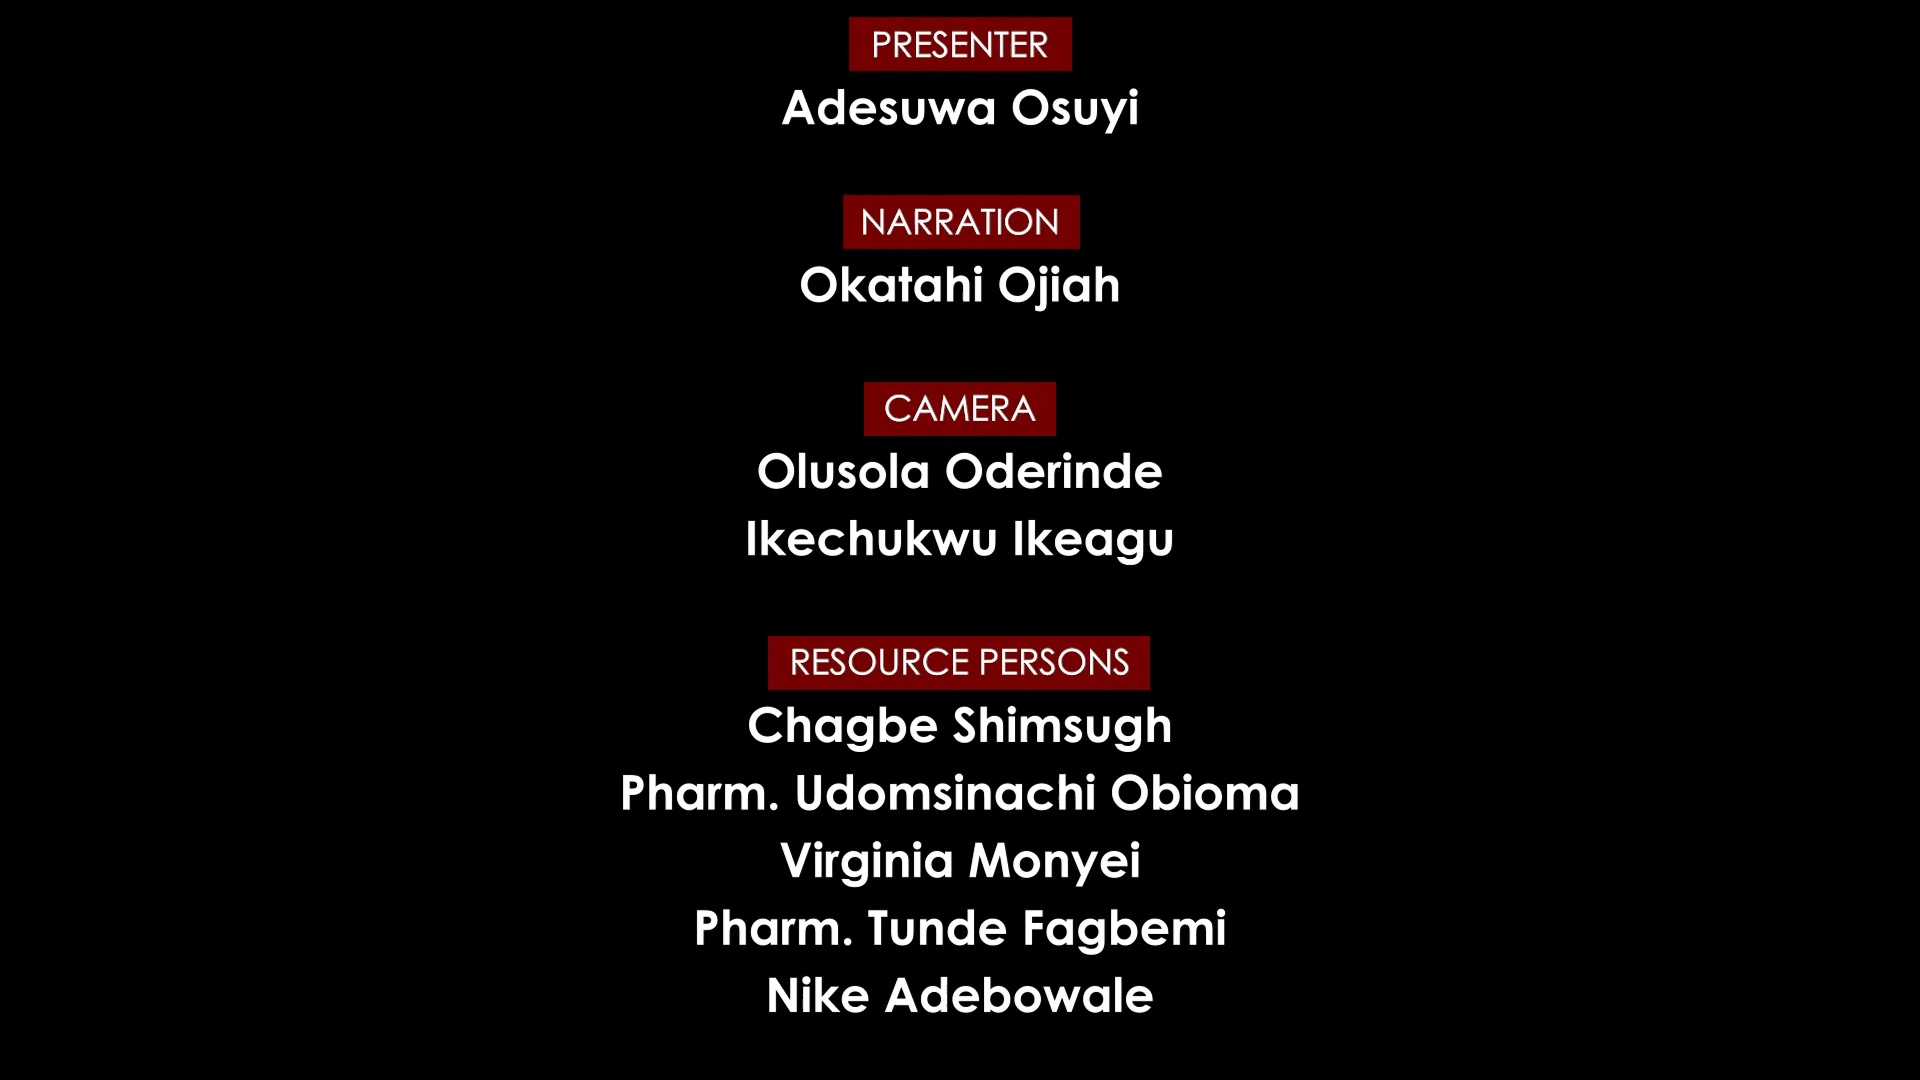 PRESENTER
Adesuwa Osuyi
NARRATION
Okatahi Ojiah
CAMERA
Olusola Oderinde
Ikechukwu Ikeagu
RESOURCE PERSONS
Chagbe Shimsugh
Pharm. Udomsinachi Obioma
Virginia Monyei
Pharm. Tunde Fagbemi
Nike Adebowale